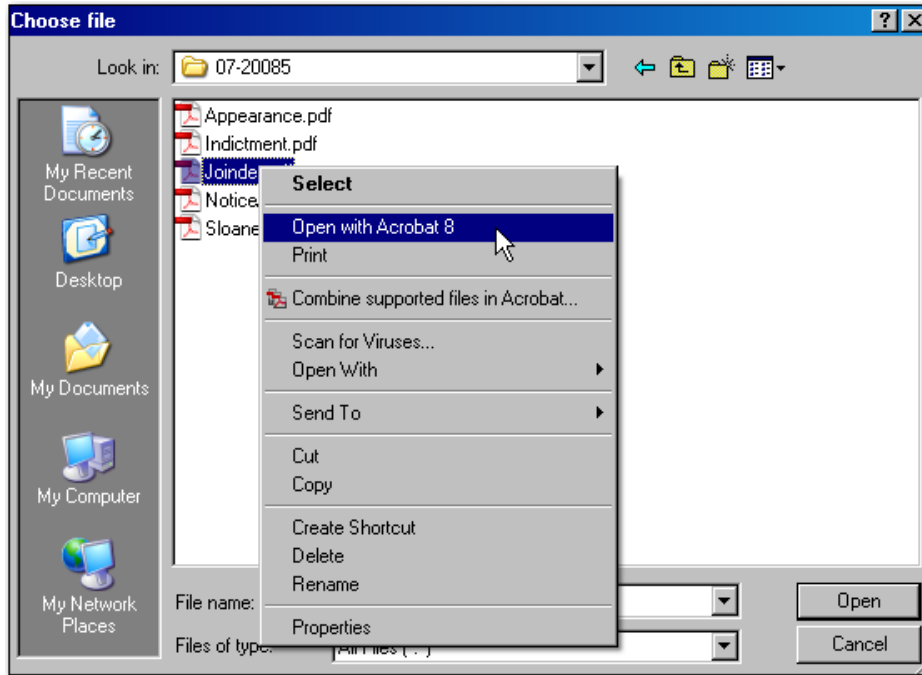 Choose file
Look in: 07-20085
My Recent
Documents
Desktop
My Documents
My Computer
My Network
Places
Appearance.pdf
Indictment.pdf
Joinde
Notice.
Sloane
Select
Open with Acrobat 8
Print
Combine supported files in Acrobat...
Scan for Viruses...
Open With
Send To
Cut
Copy
Create Shortcut
Delete
Rename
Properties
File name:
Open
Files of type:
Cancel